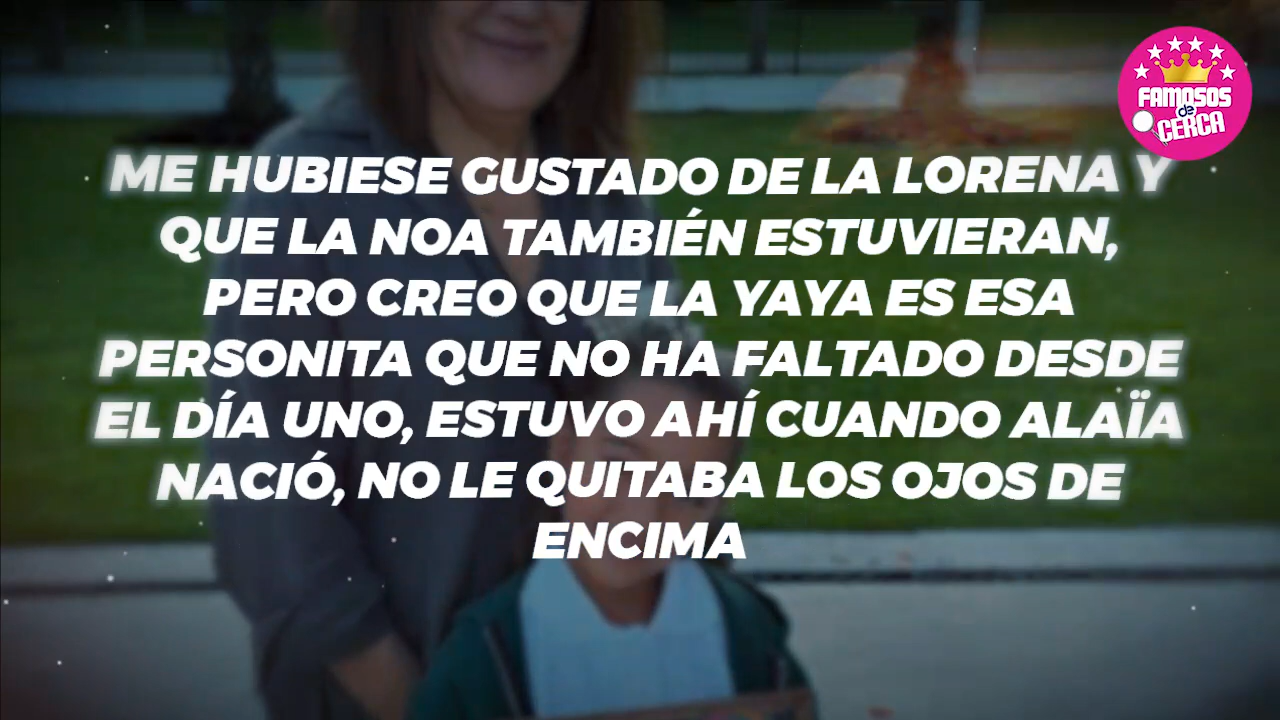 FAMOSOS
de
CERCA
ME HUBIESE GUSTADO DE LA LORENA Y
QUE LA NOA TAMBIÉN ESTUVIERAN,
PERO CREO QUE LA YAYA ES ESA
PERSONITA QUE NO HA FALTADO DESDE
EL DÍA UNO, ESTUVO AHÍ CUANDO ALAÏA
NACIÓ, NO LE QUITABA LOS OJOS DE
ENCIMA